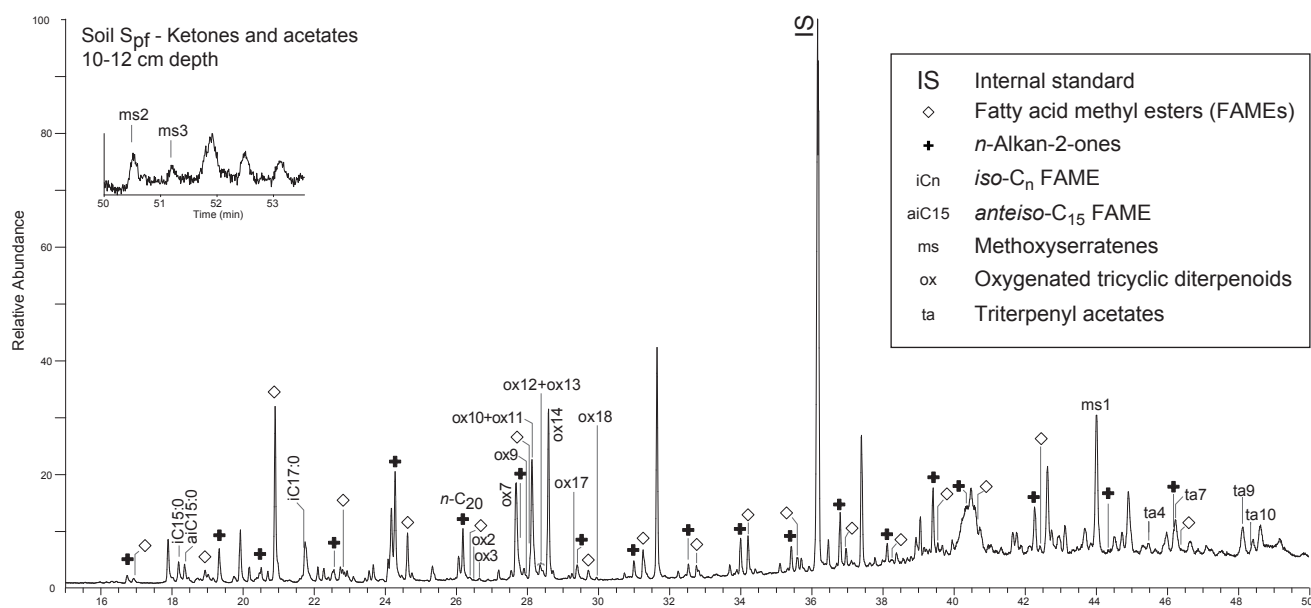 Soil Spf - Ketones and acetates
10-12 cm depth
ms2
ms3
50 51 52 53
Time (min)
Relative Abundance
100
80
60
40
20
0
iC15:0
aiC15:0
iC17:0
n-C20
ox2
ox3
ox7
ox9
ox10+ox11
ox12+ox13
ox14
ox17
ox18
IS
ms1
ta4
ta7
ta9
ta10
IS Internal standard
◇ Fatty acid methyl esters (FAMEs)
✚ n-Alkan-2-ones
iCn iso-Cn FAME
aiC15 anteiso-C15 FAME
ms Methoxyserratenes
ox Oxygenated tricyclic diterpenoids
ta Triterpenyl acetates
16 18 20 22 24 26 28 30 32 34 36 38 40 42 44 46 48 50